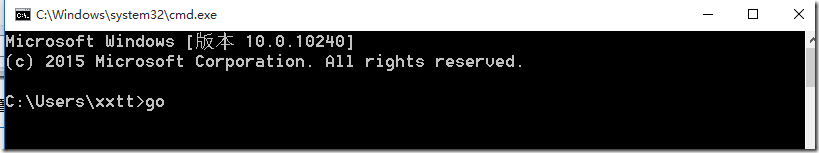 C:\Windows\system32\cmd.exe
Microsoft Windows [版本 10.0.10240]
(c) 2015 Microsoft Corporation. All rights reserved.
C:\Users\xxtt>go